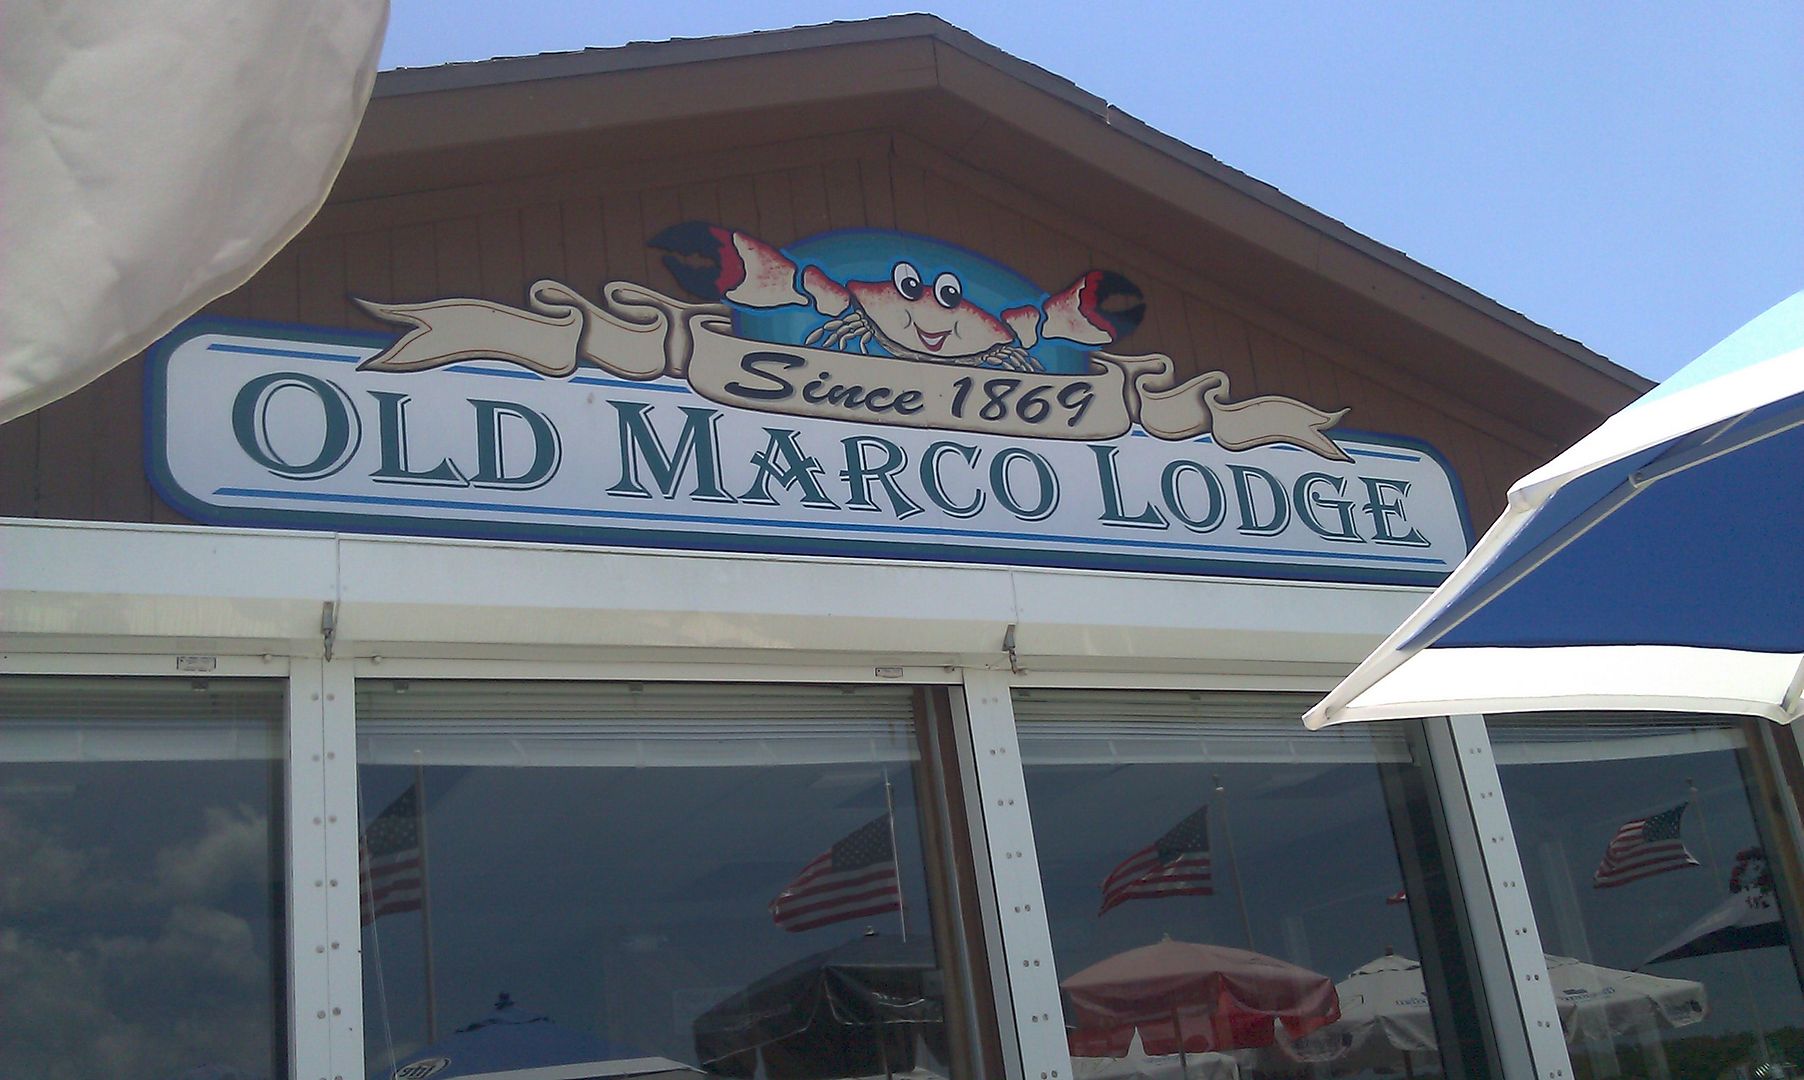 Since 1869
OLD MARCO LODGE